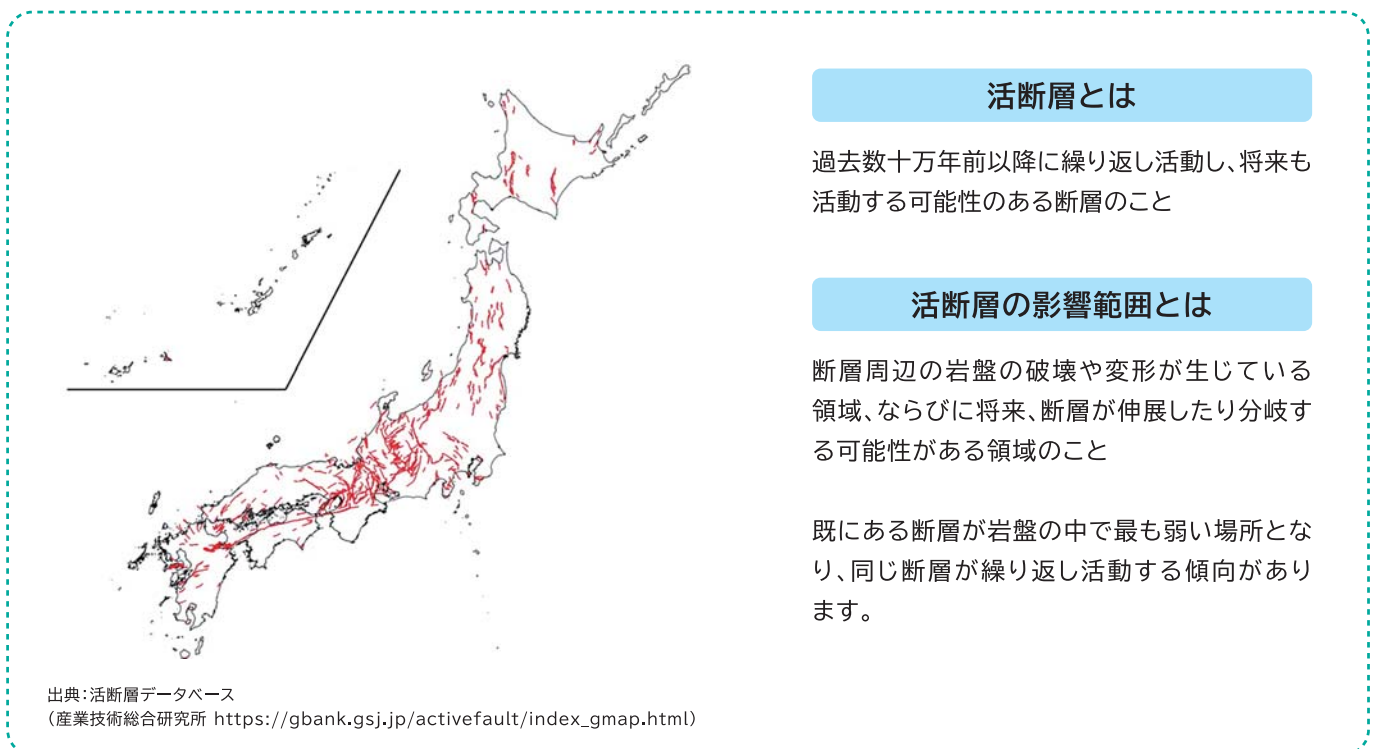 活断層とは
過去数十万年前以降に繰り返し活動し、将来も
活動する可能性のある断層のこと
活断層の影響範囲とは
断層周辺の岩盤の破壊や変形が生じている
領域、ならびに将来、断層が伸展したり分岐す
る可能性がある領域のこと
既にある断層が岩盤の中で最も弱い場所とな
り、同じ断層が繰り返し活動する傾向があり
ます。
出典：活断層データベース
（産業技術総合研究所 https://gbank.gsj.jp/activefault/index_gmap.html）